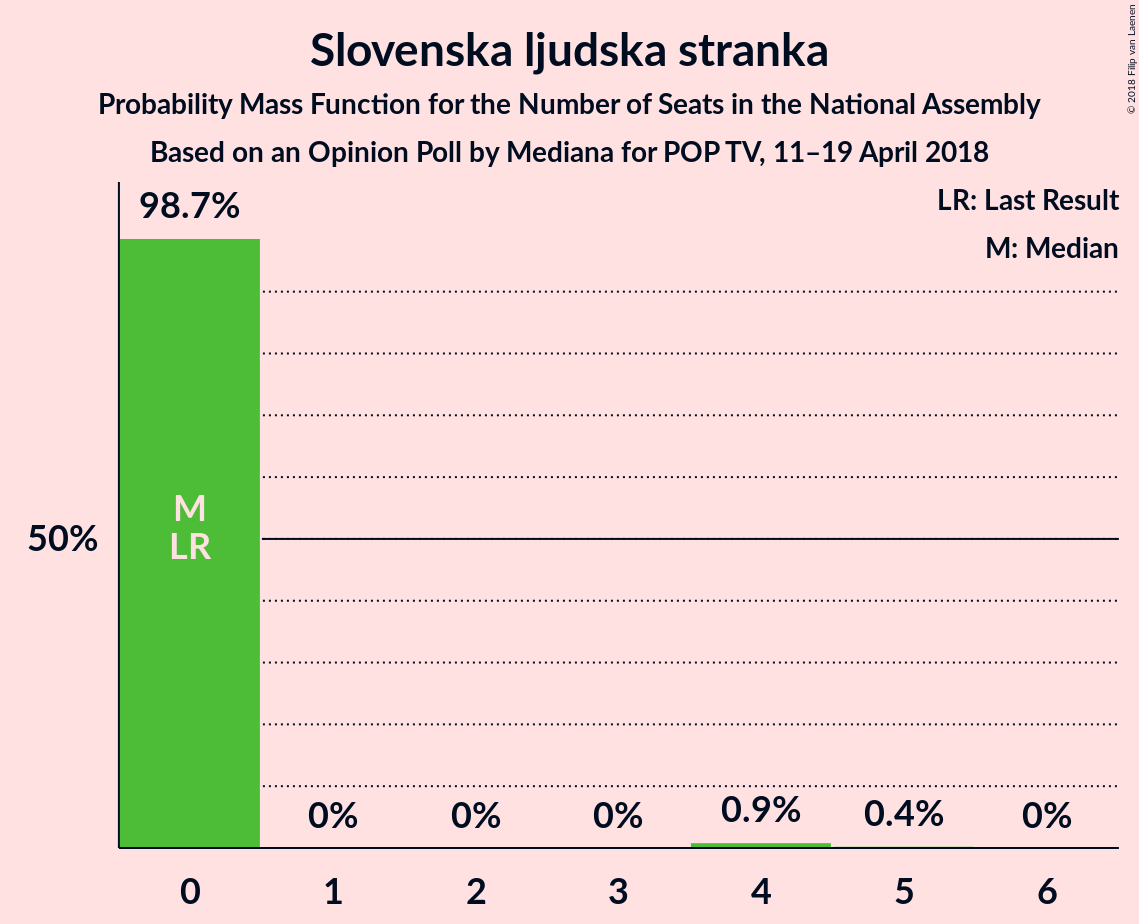 Slovenska ljudska stranka
Probability Mass Function for the Number of Seats in the National Assembly
Based on an Opinion Poll by Mediana for POP TV, 11–19 April 2018
© 2018 Filip van Laenen
LR: Last Result
M: Median
98.7%
M
LR
50%
0%
0%
0%
0.9%
0.4%
0%
0
1
2
3
4
5
6